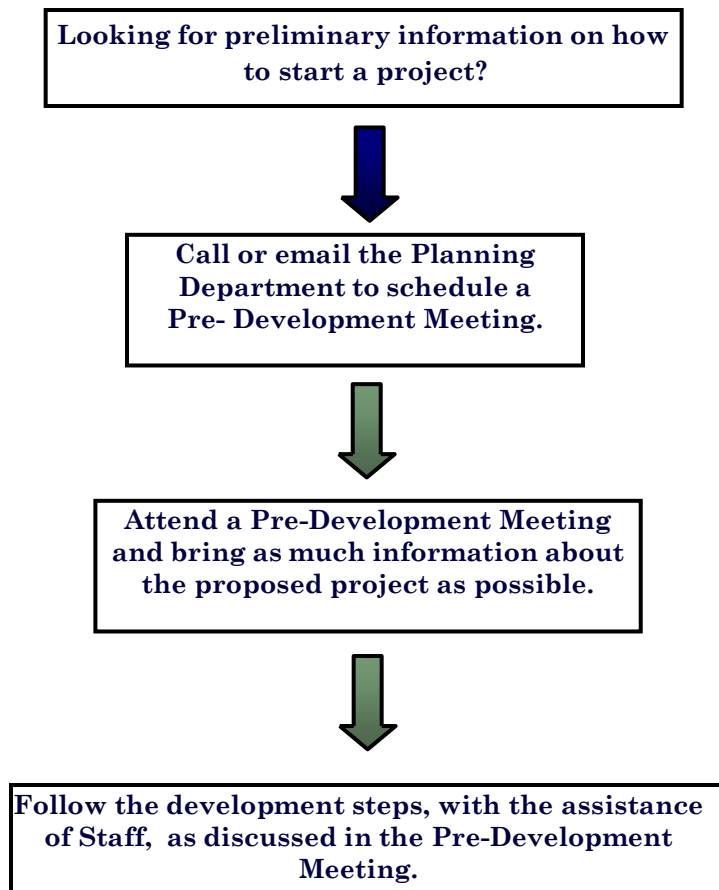 Looking for preliminary information on how
to start a project?
Call or email the Planning
Department to schedule a
Pre- Development Meeting.
Attend a Pre-Development Meeting
and bring as much information about
the proposed project as possible.
Follow the development steps, with the assistance
of Staff,  as discussed in the Pre-Development
Meeting.